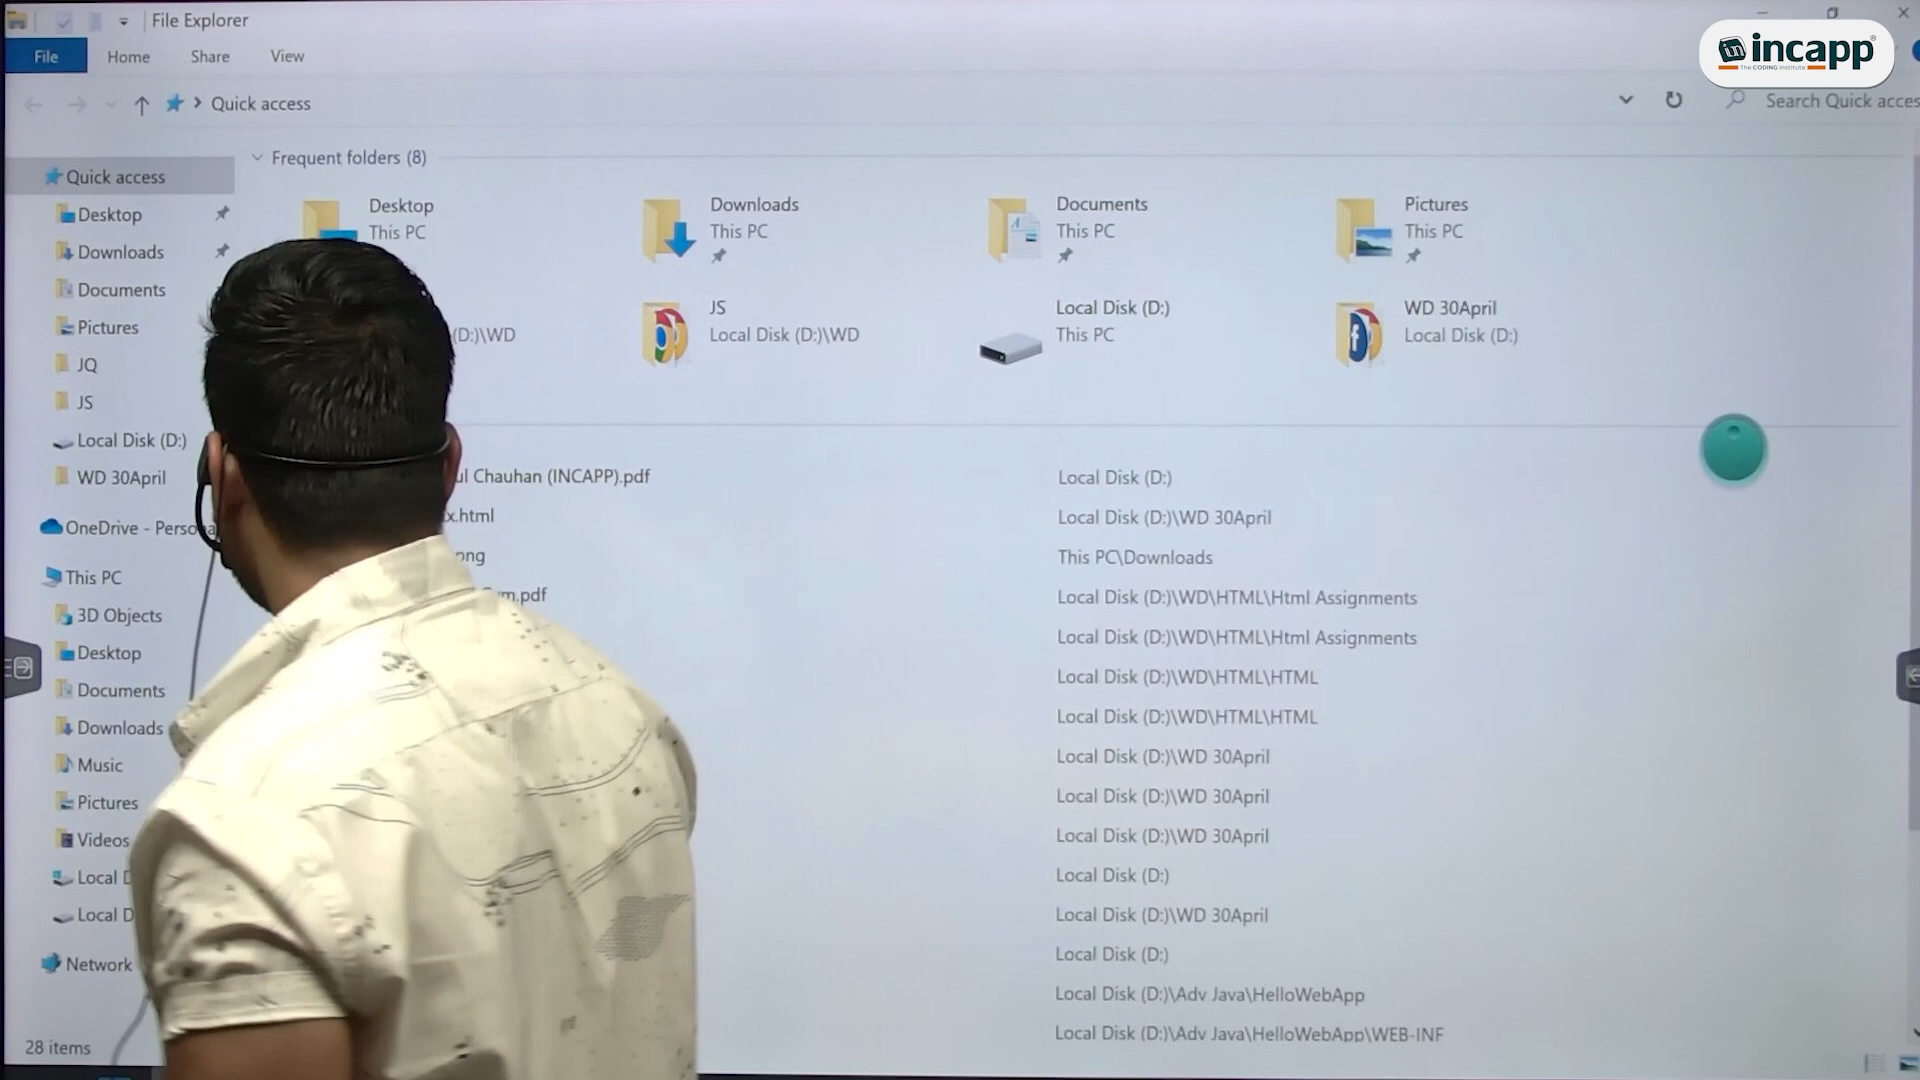 File Explorer
File Home Share View
incapp
The CODING Institute
Quick access
Search Quick acces
Quick access
Desktop
Downloads
Documents
Pictures
JQ
JS
Local Disk (D:)
WD 30April
OneDrive - Persona
This PC
3D Objects
Desktop
Documents
Downloads
Music
Pictures
Videos
Local D
Local D
Network
28 items
Frequent folders (8)
Desktop
This PC
Downloads
This PC
Documents
This PC
Pictures
This PC
(D:)\WD
JS
Local Disk (D:)\WD
Local Disk (D:)
This PC
WD 30April
Local Disk (D:)
ul Chauhan (INCAPP).pdf Local Disk (D:)
x.html Local Disk (D:)\WD 30April
png This PC\Downloads
m.pdf Local Disk (D:)\WD\HTML\Html Assignments
Local Disk (D:)\WD\HTML\Html Assignments
Local Disk (D:)\WD\HTML\HTML
Local Disk (D:)\WD\HTML\HTML
Local Disk (D:)\WD 30April
Local Disk (D:)\WD 30April
Local Disk (D:)\WD 30April
Local Disk (D:)
Local Disk (D:)\WD 30April
Local Disk (D:)
Local Disk (D:)\Adv Java\HelloWebApp
Local Disk (D:)\Adv Java\HelloWebApp\WEB-INF